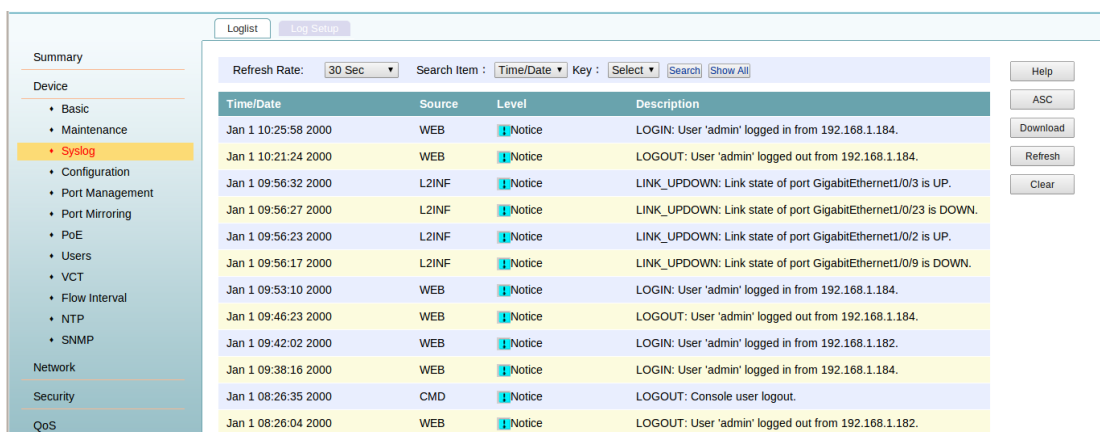 Loglist Log Setup
Summary
Device
Basic
Maintenance
Syslog
Configuration
Port Management
Port Mirroring
PoE
Users
VCT
Flow Interval
NTP
SNMP
Network
Security
QoS
Refresh Rate: 30 Sec Search Item : Time/Date Key : Select Search Show All
Time/Date Source Level Description
Jan 1 10:25:58 2000 WEB Notice LOGIN: User 'admin' logged in from 192.168.1.184.
Jan 1 10:21:24 2000 WEB Notice LOGOUT: User 'admin' logged out from 192.168.1.184.
Jan 1 09:56:32 2000 L2INF Notice LINK_UPDOWN: Link state of port GigabitEthernet1/0/3 is UP.
Jan 1 09:56:27 2000 L2INF Notice LINK_UPDOWN: Link state of port GigabitEthernet1/0/23 is DOWN.
Jan 1 09:56:23 2000 L2INF Notice LINK_UPDOWN: Link state of port GigabitEthernet1/0/2 is UP.
Jan 1 09:56:17 2000 L2INF Notice LINK_UPDOWN: Link state of port GigabitEthernet1/0/9 is DOWN.
Jan 1 09:53:10 2000 WEB Notice LOGIN: User 'admin' logged in from 192.168.1.184.
Jan 1 09:46:23 2000 WEB Notice LOGOUT: User 'admin' logged out from 192.168.1.184.
Jan 1 09:42:02 2000 WEB Notice LOGIN: User 'admin' logged in from 192.168.1.182.
Jan 1 09:38:16 2000 WEB Notice LOGIN: User 'admin' logged in from 192.168.1.184.
Jan 1 08:26:35 2000 CMD Notice LOGOUT: Console user logout.
Jan 1 08:26:04 2000 WEB Notice LOGOUT: User 'admin' logged out from 192.168.1.182.
Help
ASC
Download
Refresh
Clear